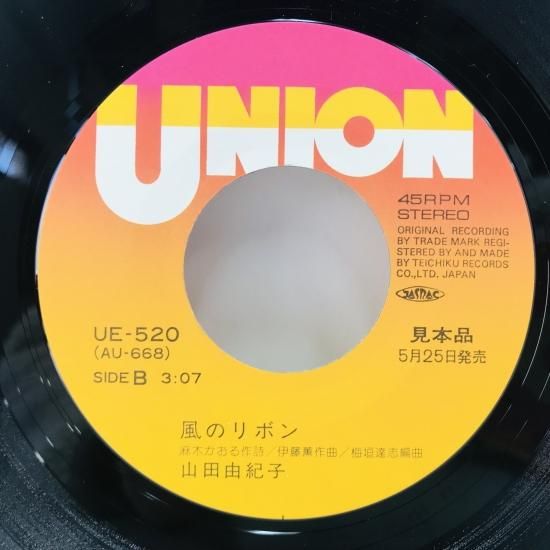 UNION
45RPM
STEREO
ORIGINAL RECORDING
BY TRADE MARK REGI-
STERED BY AND MADE
BY TEICHIKU RECORDS
CO.,LTD. JAPAN
JASRAC
UE-520
(AU-668)
SIDE B 3:07
見本品
5月25日発売
風のリボン
麻木かおる作詩/伊藤薫作曲/梅垣達志編曲
山田由紀子